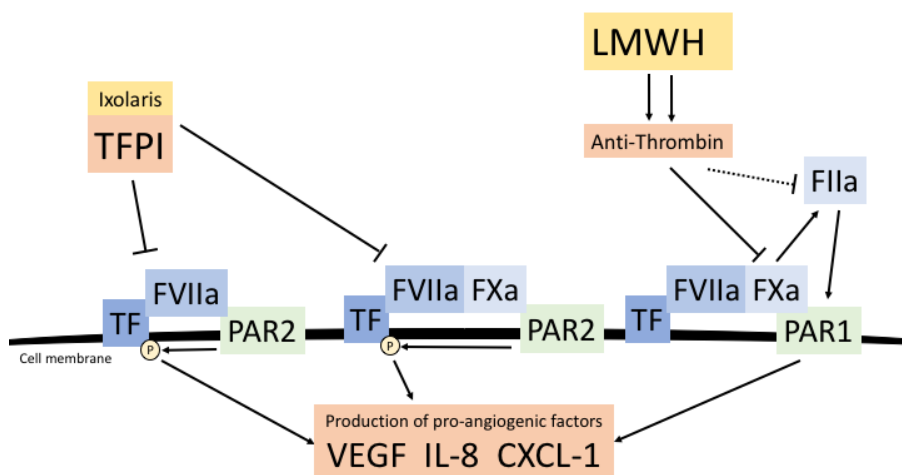 LMWH
Ixolaris
TFPI
Anti-Thrombin
FIIa
FVIIa
TF
PAR2
P
FVIIa FXa
TF
PAR2
P
FVIIa FXa
TF
PAR1
Cell membrane
Production of pro-angiogenic factors
VEGF IL-8 CXCL-1